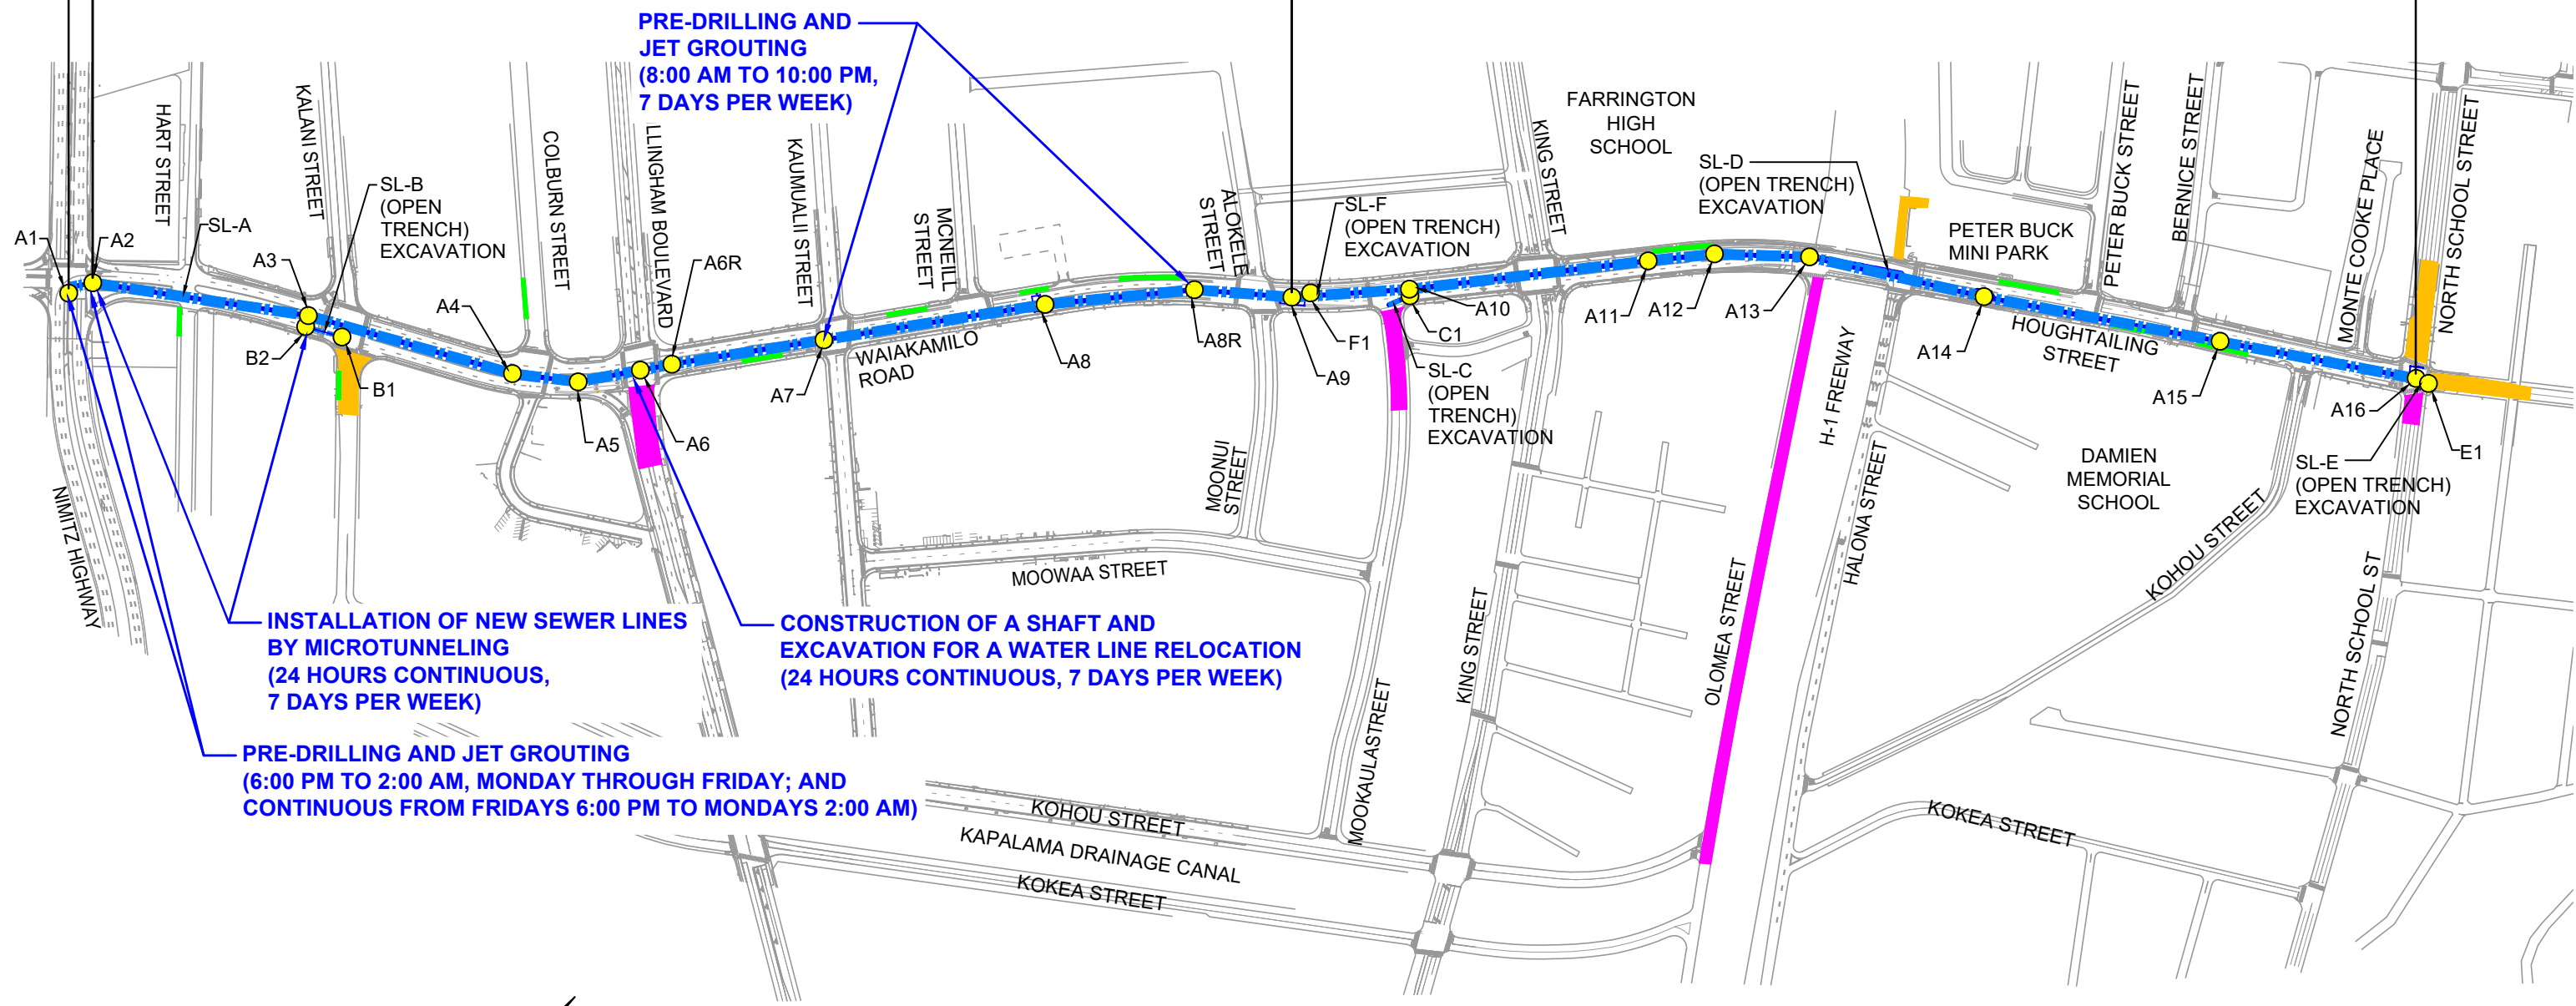 PRE-DRILLING AND
JET GROUTING
(8:00 AM TO 10:00 PM,
7 DAYS PER WEEK)
HART STREET
KALANI STREET
COLBURN STREET
LLINGHAM BOULEVARD
KAUMUALII STREET
MCNEILL
STREET
ALOKELE
STREET
KING STREET
FARRINGTON
HIGH
SCHOOL
SL-D
(OPEN TRENCH)
EXCAVATION
PETER BUCK
MINI PARK
PETER BUCK STREET
BERNICE STREET
MONTE COOKE PLACE
NORTH SCHOOL STREET
A1
A2
SL-A
A3
SL-B
(OPEN
TRENCH)
EXCAVATION
B2
B1
A4
A5
A6R
A6
A7
WAIAKAMILO
ROAD
A8
A8R
SL-F
(OPEN TRENCH)
EXCAVATION
F1
A9
A10
C1
SL-C
(OPEN
TRENCH)
EXCAVATION
A11
A12
A13
A14
HOUGHTAILING
STREET
A15
A16
E1
SL-E
(OPEN TRENCH)
EXCAVATION
NIMITZ HIGHWAY
MOONUI
STREET
MOOWAA STREET
H-1 FREEWAY
HALONA STREET
DAMIEN
MEMORIAL
SCHOOL
KOHOU STREET
OLOMEA STREET
KING STREET
MOOKAULASTREET
NORTH SCHOOL ST
INSTALLATION OF NEW SEWER LINES
BY MICROTUNNELING
(24 HOURS CONTINUOUS,
7 DAYS PER WEEK)
CONSTRUCTION OF A SHAFT AND
EXCAVATION FOR A WATER LINE RELOCATION
(24 HOURS CONTINUOUS, 7 DAYS PER WEEK)
PRE-DRILLING AND JET GROUTING
(6:00 PM TO 2:00 AM, MONDAY THROUGH FRIDAY; AND
CONTINUOUS FROM FRIDAYS 6:00 PM TO MONDAYS 2:00 AM)
KOHOU STREET
KAPALAMA DRAINAGE CANAL
KOKEA STREET
KOKEA STREET